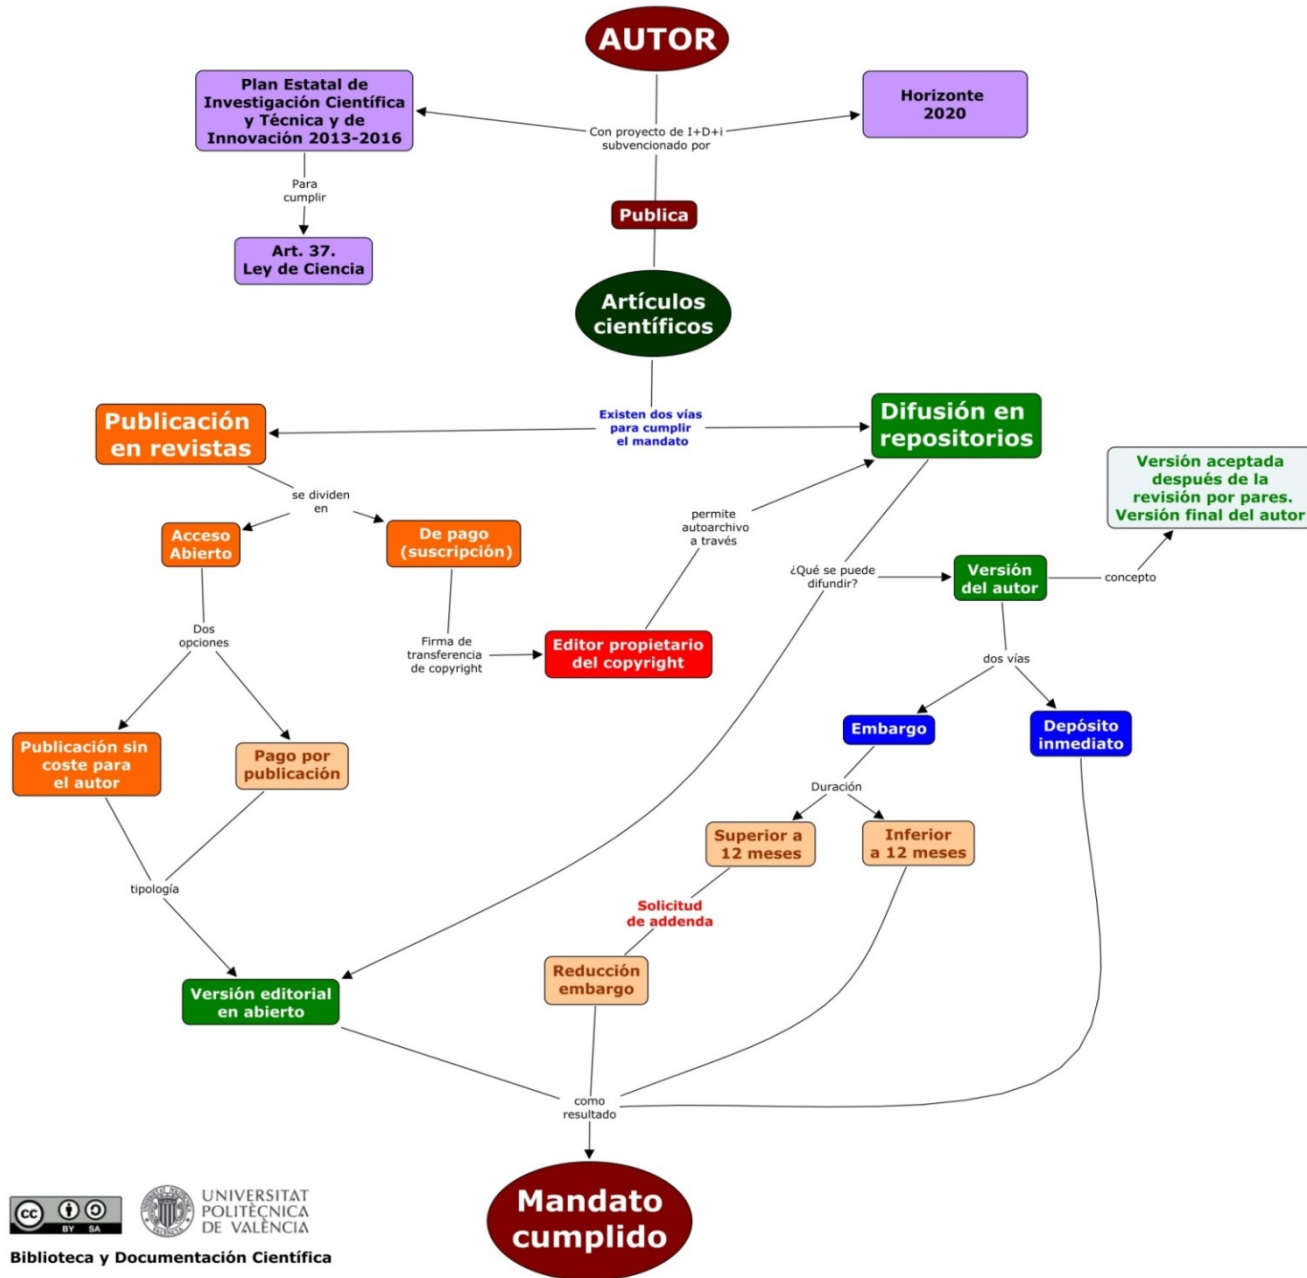 AUTOR
Plan Estatal de
Investigación Científica
y Técnica y de
Innovación 2013-2016
Horizonte
2020
Con proyecto de I+D+i
subvencionado por
Para
cumplir
Publica
Art. 37.
Ley de Ciencia
Artículos
científicos
Publicación
en revistas
Existen dos vías
para cumplir
el mandato
Difusión en
repositorios
Versión aceptada
después de la
revisión por pares.
Versión final del autor
se dividen
en
permite
autoarchivo
a través
Acceso
Abierto
De pago
(suscripción)
¿Qué se puede
difundir?
Versión
del autor
concepto
Dos
opciones
Firma de
transferencia
de copyright
Editor propietario
del copyright
dos vías
Embargo
Depósito
inmediato
Publicación sin
coste para
el autor
Pago por
publicación
Duración
Superior a
12 meses
Inferior
a 12 meses
tipología
Solicitud
de addenda
Reducción
embargo
Versión editorial
en abierto
como
resultado
Mandato
cumplido
cc
BY SA
UNIVERSITAT
POLITÈCNICA
DE VALÈNCIA
Biblioteca y Documentación Científica